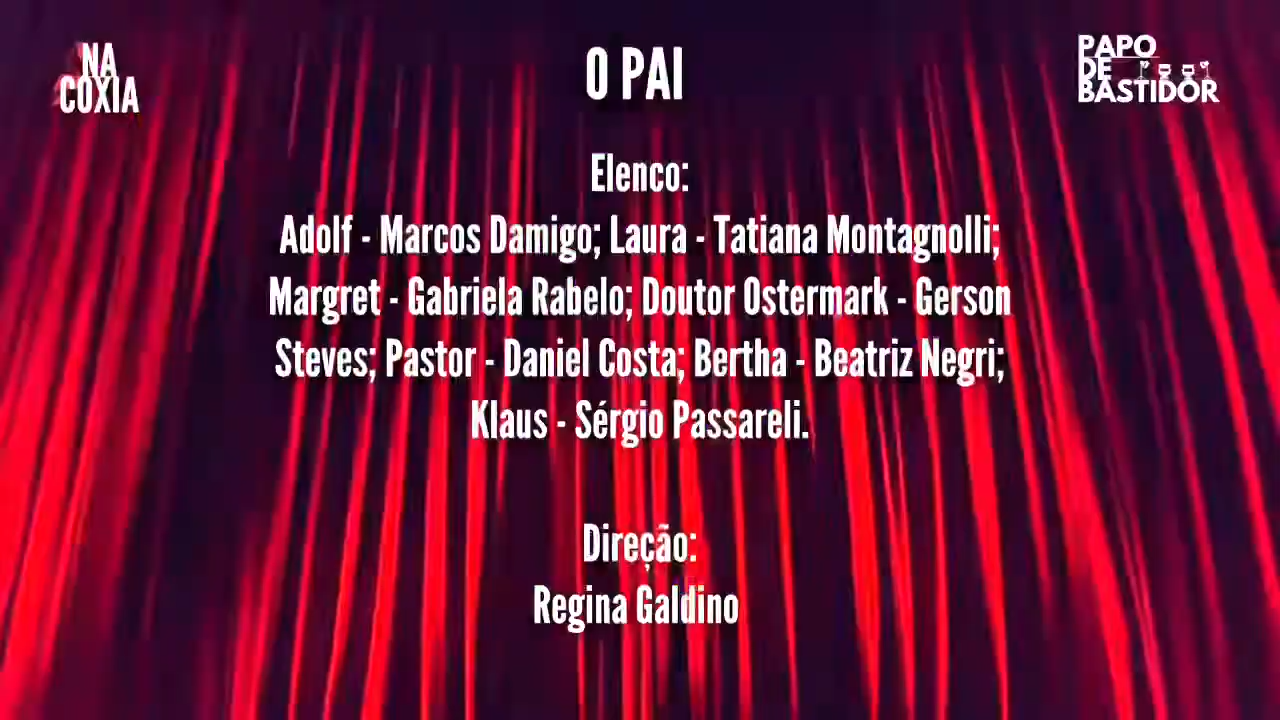 NA
COXIA
O PAI
PAPO
DE
BASTIDOR
Elenco:
Adolf - Marcos Damigo; Laura - Tatiana Montagnolli;
Margret - Gabriela Rabelo; Doutor Ostermark - Gerson
Steves; Pastor - Daniel Costa; Bertha - Beatriz Negri;
Klaus - Sérgio Passareli.
Direção:
Regina Galdino